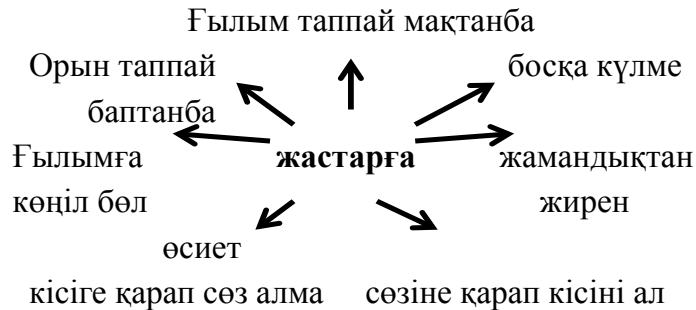 Ғылым таппай мақтанба
Орын таппай
баптанба
босқа күлме
Ғылымға
көңіл бөл
жастарға
жамандықтан
жирен
өсиет
кісіге қарап сөз алма
сөзіне қарап кісіні ал